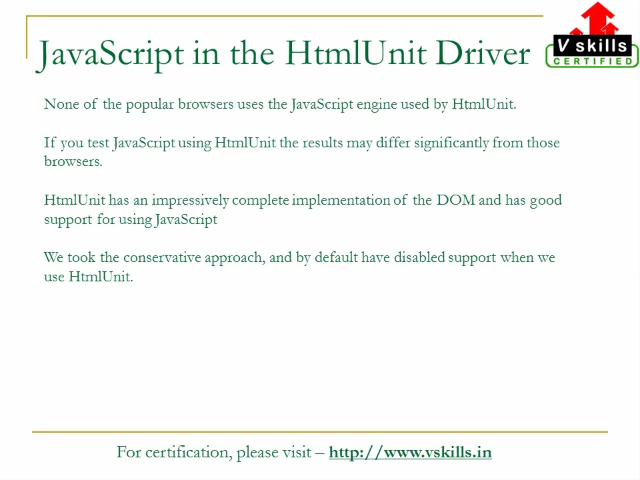 JavaScript in the HtmlUnit Driver
V skills
CERTIFIED
None of the popular browsers uses the JavaScript engine used by HtmlUnit.
If you test JavaScript using HtmlUnit the results may differ significantly from those
browsers.
HtmlUnit has an impressively complete implementation of the DOM and has good
support for using JavaScript
We took the conservative approach, and by default have disabled support when we
use HtmlUnit.
For certification, please visit – http://www.vskills.in